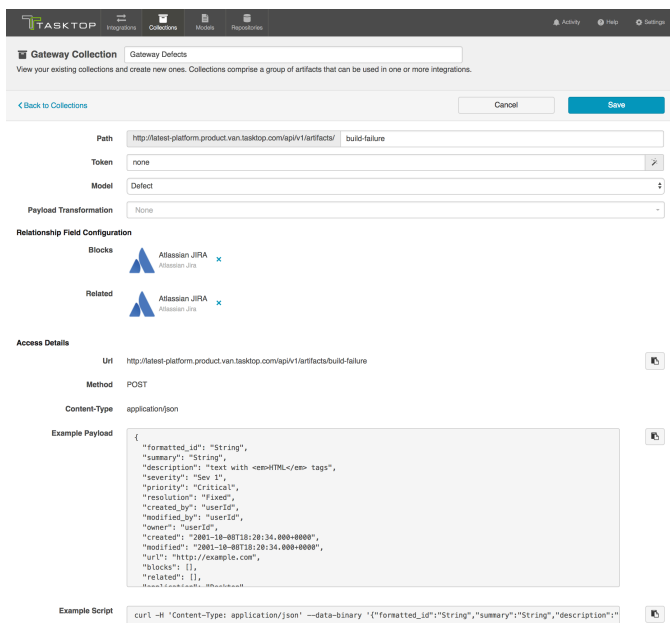 TASKTOP
Integrations
Collections
Models
Repositories
Activity
Help
Settings
Gateway Collection
Gateway Defects
View your existing collections and create new ones. Collections comprise a group of artifacts that can be used in one or more integrations.
Back to Collections
Cancel
Save
Path
http://latest-platform.product.van.tasktop.com/api/v1/artifacts/
build-failure
Token
none
Model
Defect
Payload Transformation
None
Relationship Field Configuration
Blocks
Atlassian JIRA
Atlassian Jira
Related
Atlassian JIRA
Atlassian Jira
Access Details
Url
http://latest-platform.product.van.tasktop.com/api/v1/artifacts/build-failure
Method
POST
Content-Type
application/json
Example Payload
{
"formatted_id": "String",
"summary": "String",
"description": "text with <em>HTML</em> tags",
"severity": "Sev 1",
"priority": "Critical",
"resolution": "Fixed",
"created_by": "userId",
"modified_by": "userId",
"owner": "userId",
"created": "2001-10-08T18:20:34.000+0000",
"modified": "2001-10-08T18:20:34.000+0000",
"url": "http://example.com",
"blocks": [],
"related": [],
"application": "Desktop"
Example Script
curl -H 'Content-Type: application/json' --data-binary '{"formatted_id":"String","summary":"String","description":"